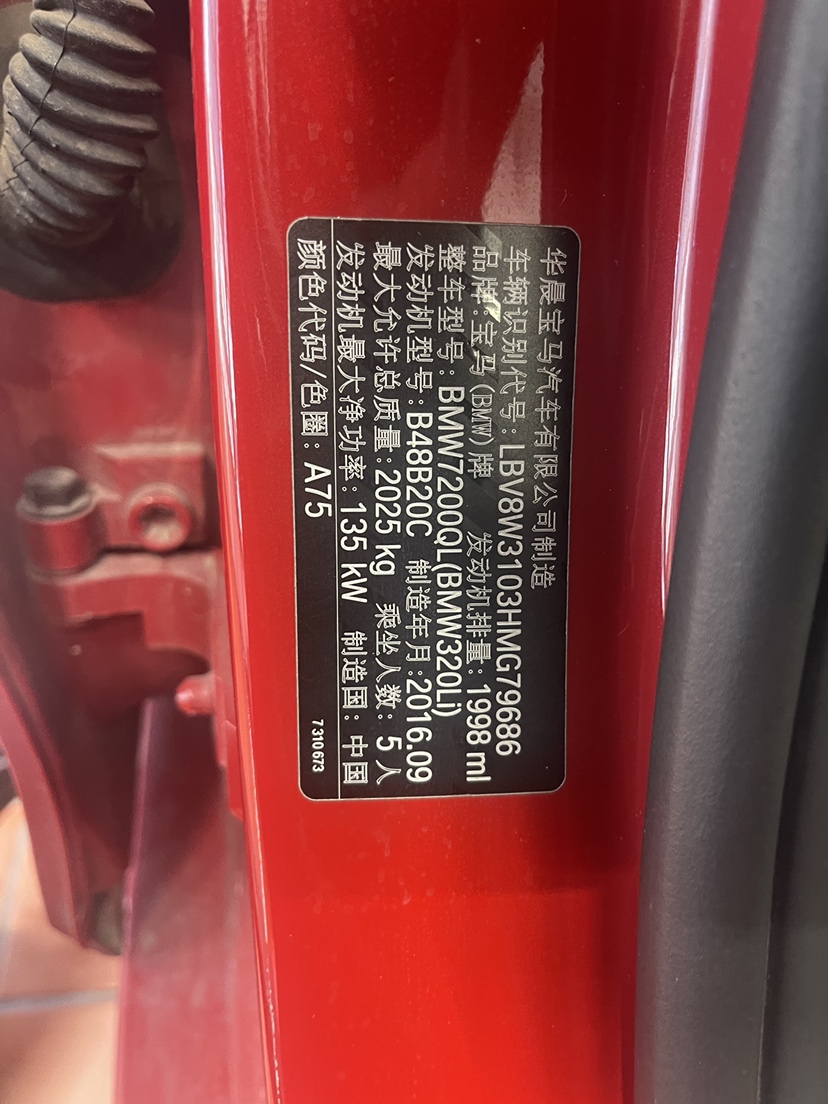 华晨宝马汽车有限公司制造
车辆识别代号: LBV8W3103HMG79686
品牌: 宝马(BMW)牌 发动机排量: 1998 ml
整车型号: BMW7200QL(BMW320Li)
发动机型号: B48B20C 制造年月: 2016.09
最大允许总质量: 2025 kg 乘坐人数: 5 人
发动机最大净功率: 135 kW 制造国: 中国
颜色代码/色圈: A75 7 310 673